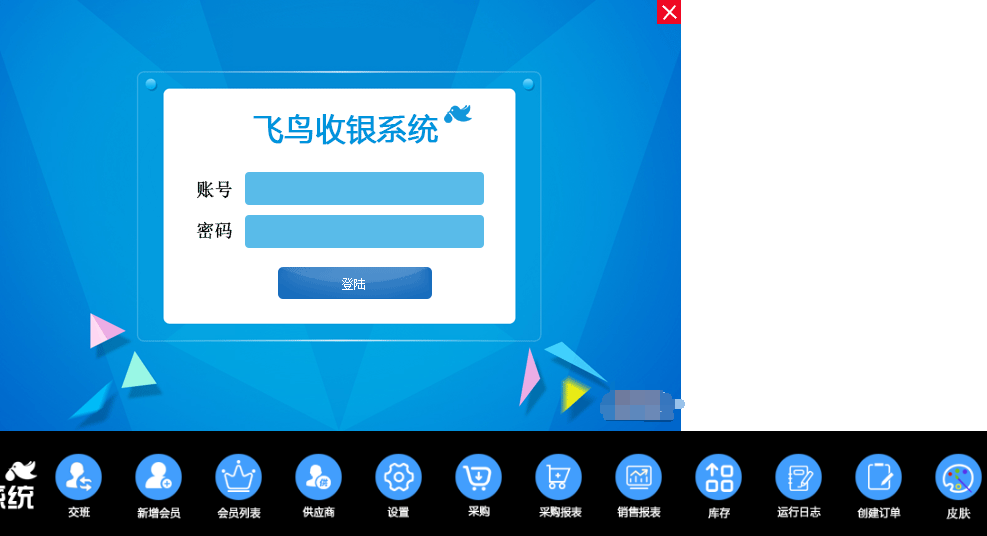 飞鸟收银系统
账号
密码
登陆
系统
交班
新增会员
会员列表
供应商
设置
采购
采购报表
销售报表
库存
运行日志
创建订单
皮肤